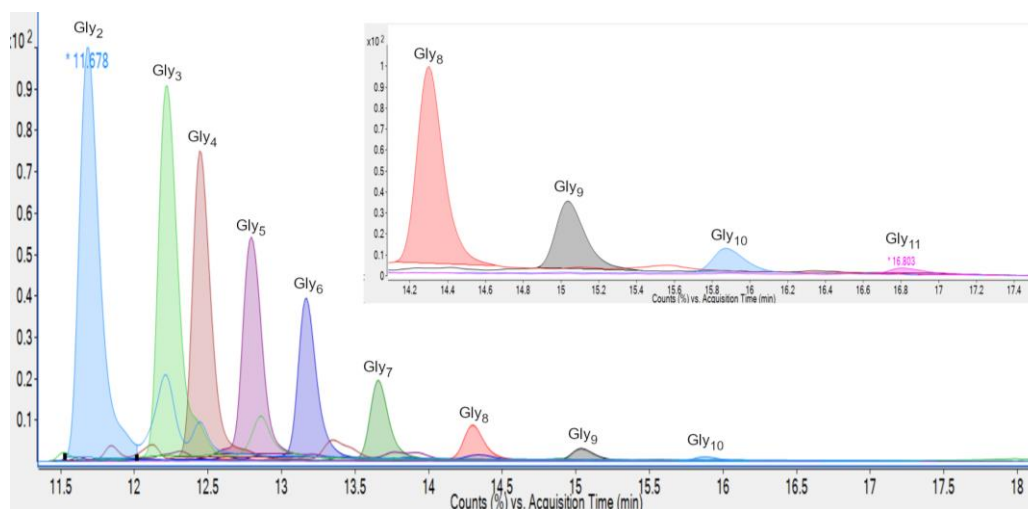 Gly2
x10 2
* 11.678
Gly3
Gly4
Gly5
Gly6
Gly7
Gly8
Gly9
Gly10
0.9
0.8
0.7
0.6
0.5
0.4
0.3
0.2
0.1
11.5 12 12.5 13 13.5 14 14.5 15 15.5 16 16.5 17 17.5 18
Counts (%) vs. Acquisition Time (min)
x10 2
Gly8
Gly9
Gly10
Gly11
* 16.803
1
0.9
0.8
0.7
0.6
0.5
0.4
0.3
0.2
0.1
0
14.2 14.4 14.6 14.8 15 15.2 15.4 15.6 15.8 16 16.2 16.4 16.6 16.8 17 17.2 17.4
Counts (%) vs. Acquisition Time (min)